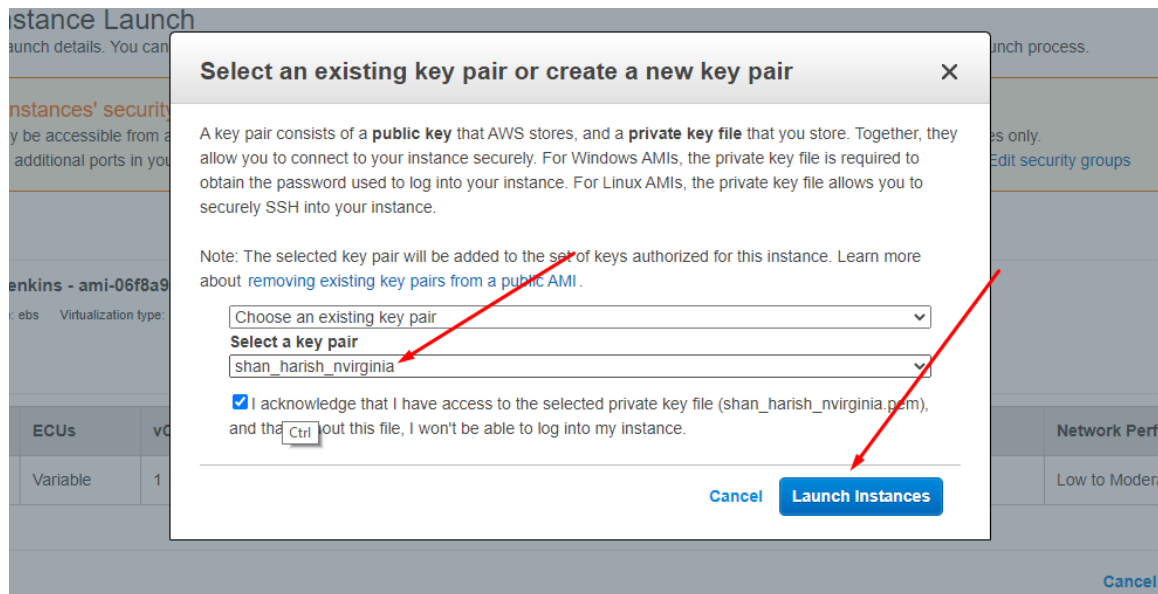 Instance Launch
launch details. You can
unch process.
Instances' security
y be accessible from a
es only.
additional ports in you
Edit security groups
Select an existing key pair or create a new key pair
×
A key pair consists of a public key that AWS stores, and a private key file that you store. Together, they
allow you to connect to your instance securely. For Windows AMIs, the private key file is required to
obtain the password used to log into your instance. For Linux AMIs, the private key file allows you to
securely SSH into your instance.
Note: The selected key pair will be added to the set of keys authorized for this instance. Learn more
about removing existing key pairs from a public AMI .
enkins - ami-06f8a9
: ebs Virtualization type:
Choose an existing key pair
Select a key pair
shan_harish_nvirginia
I acknowledge that I have access to the selected private key file (shan_harish_nvirginia.pem),
and tha out this file, I won't be able to log into my instance.
Ctrl
ECUs vC
Network Perf
Variable 1
Low to Modera
Cancel Launch Instances
Cancel